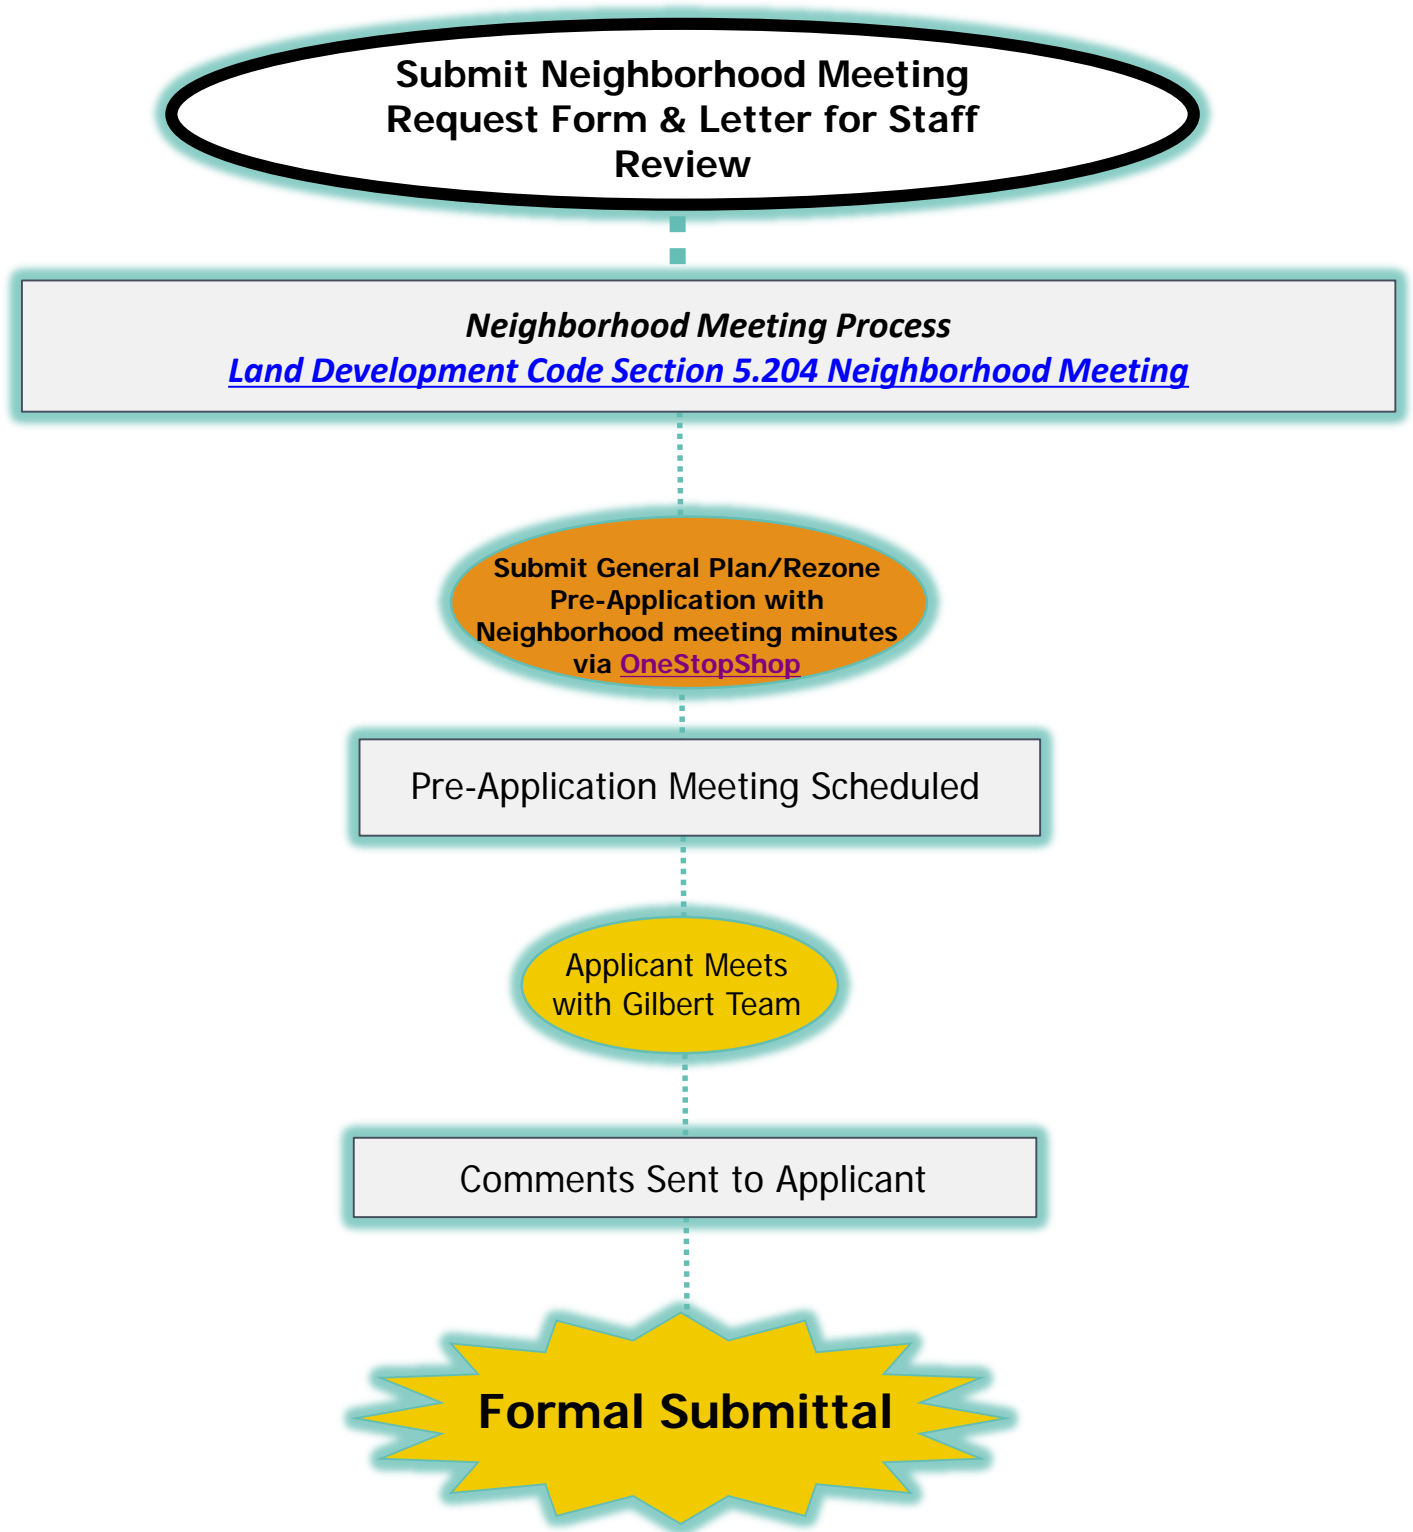 Submit Neighborhood Meeting
Request Form & Letter for Staff
Review
Neighborhood Meeting Process
Land Development Code Section 5.204 Neighborhood Meeting
Submit General Plan/Rezone
Pre-Application with
Neighborhood meeting minutes
via OneStopShop
Pre-Application Meeting Scheduled
Applicant Meets
with Gilbert Team
Comments Sent to Applicant
Formal Submittal